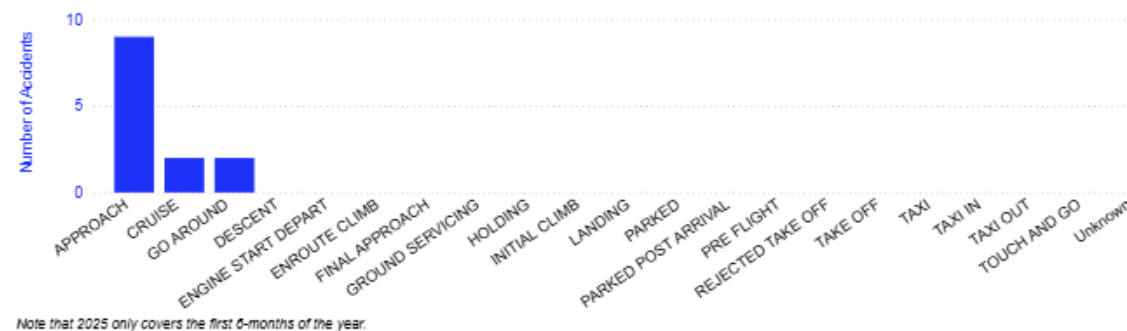 10
Number of Accidents
5
0
APPROACH
CRUISE
GO AROUND
DESCENT
ENGINE START DEPART
ENROUTE CLIMB
FINAL APPROACH
GROUND SERVICING
HOLDING
INITIAL CLIMB
LANDING
PARKED
PARKED POST ARRIVAL
PRE FLIGHT
REJECTED TAKE OFF
TAKE OFF
TAXI
TAXI IN
TAXI OUT
TOUCH AND GO
Unknown
Note that 2025 only covers the first 6-months of the year.